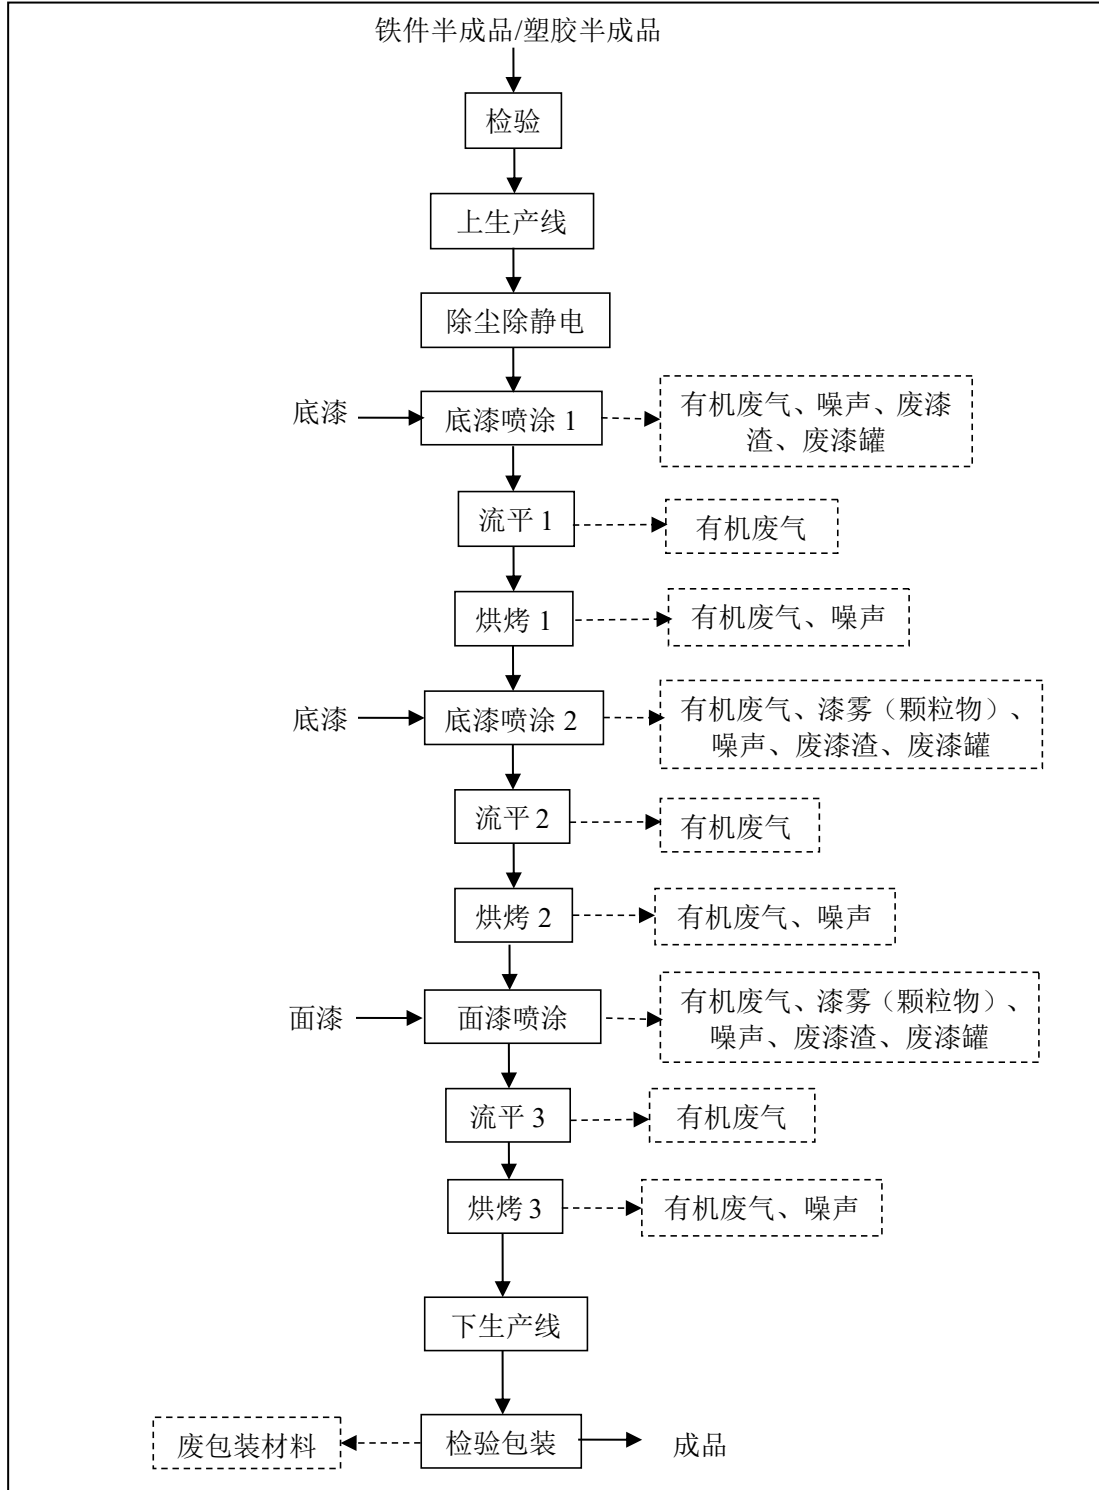 铁件半成品/塑胶半成品
检验
上生产线
除尘除静电
底漆
底漆喷涂 1
有机废气、噪声、废漆
渣、废漆罐
流平 1
有机废气
烘烤 1
有机废气、噪声
底漆
底漆喷涂 2
有机废气、漆雾（颗粒物）、
噪声、废漆渣、废漆罐
流平 2
有机废气
烘烤 2
有机废气、噪声
面漆
面漆喷涂
有机废气、漆雾（颗粒物）、
噪声、废漆渣、废漆罐
流平 3
有机废气
烘烤 3
有机废气、噪声
下生产线
废包装材料
检验包装
成品